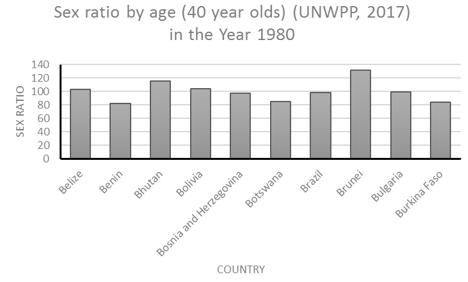 Sex ratio by age (40 year olds) (UNWPP, 2017)
in the Year 1980
SEX RATIO
140
120
100
80
60
40
20
0
Belize
Benin
Bhutan
Bolivia
Bosnia and Herzegovina
Botswana
Brazil
Brunei
Bulgaria
Burkina Faso
COUNTRY